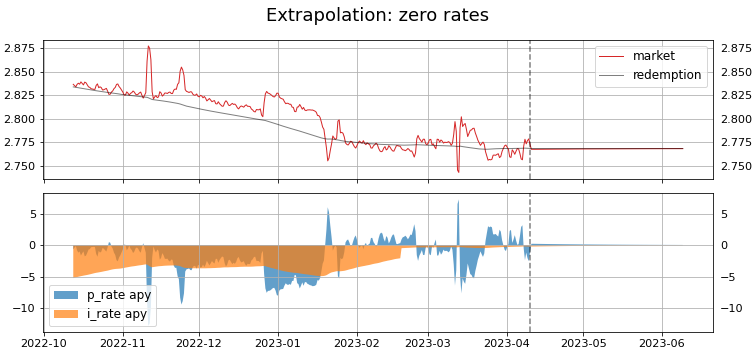 Extrapolation: zero rates
2.875 2.875
2.850 2.850
2.825 2.825
2.800 2.800
2.775 2.775
2.750 2.750
market
redemption
5 5
0 0
−5 −5
−10 −10
p_rate apy
i_rate apy
2022-10 2022-11 2022-12 2023-01 2023-02 2023-03 2023-04 2023-05 2023-06